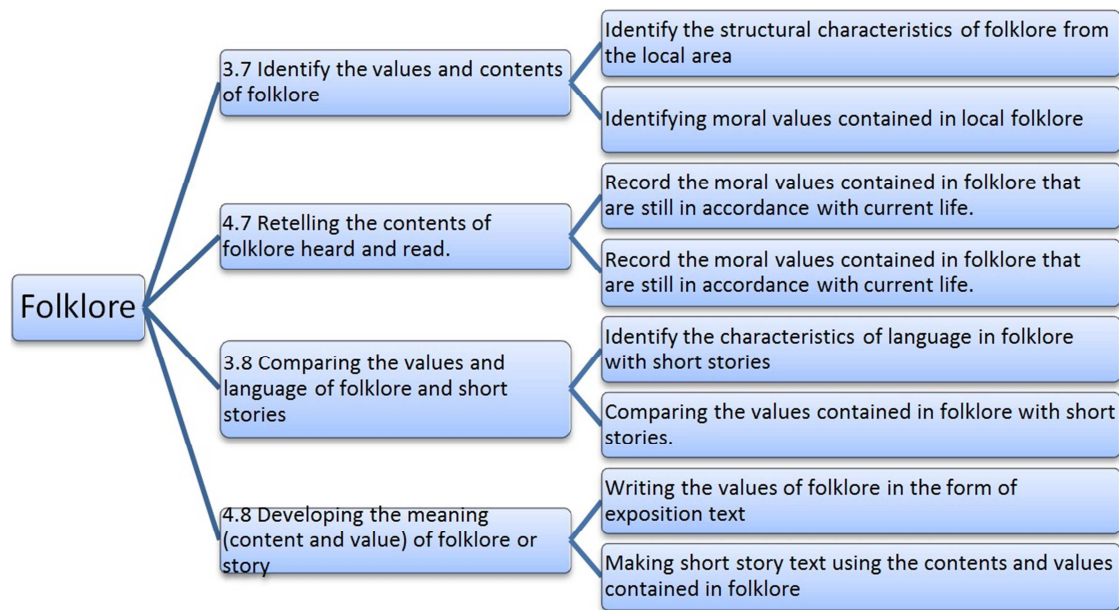 Folklore
3.7 Identify the values and contents
of folklore
Identify the structural characteristics of folklore from
the local area
Identifying moral values contained in local folklore
4.7 Retelling the contents of
folklore heard and read.
Record the moral values contained in folklore that
are still in accordance with current life.
Record the moral values contained in folklore that
are still in accordance with current life.
3.8 Comparing the values and
language of folklore and short
stories
Identify the characteristics of language in folklore
with short stories
Comparing the values contained in folklore with short
stories.
4.8 Developing the meaning
(content and value) of folklore or
story
Writing the values of folklore in the form of
exposition text
Making short story text using the contents and values
contained in folklore